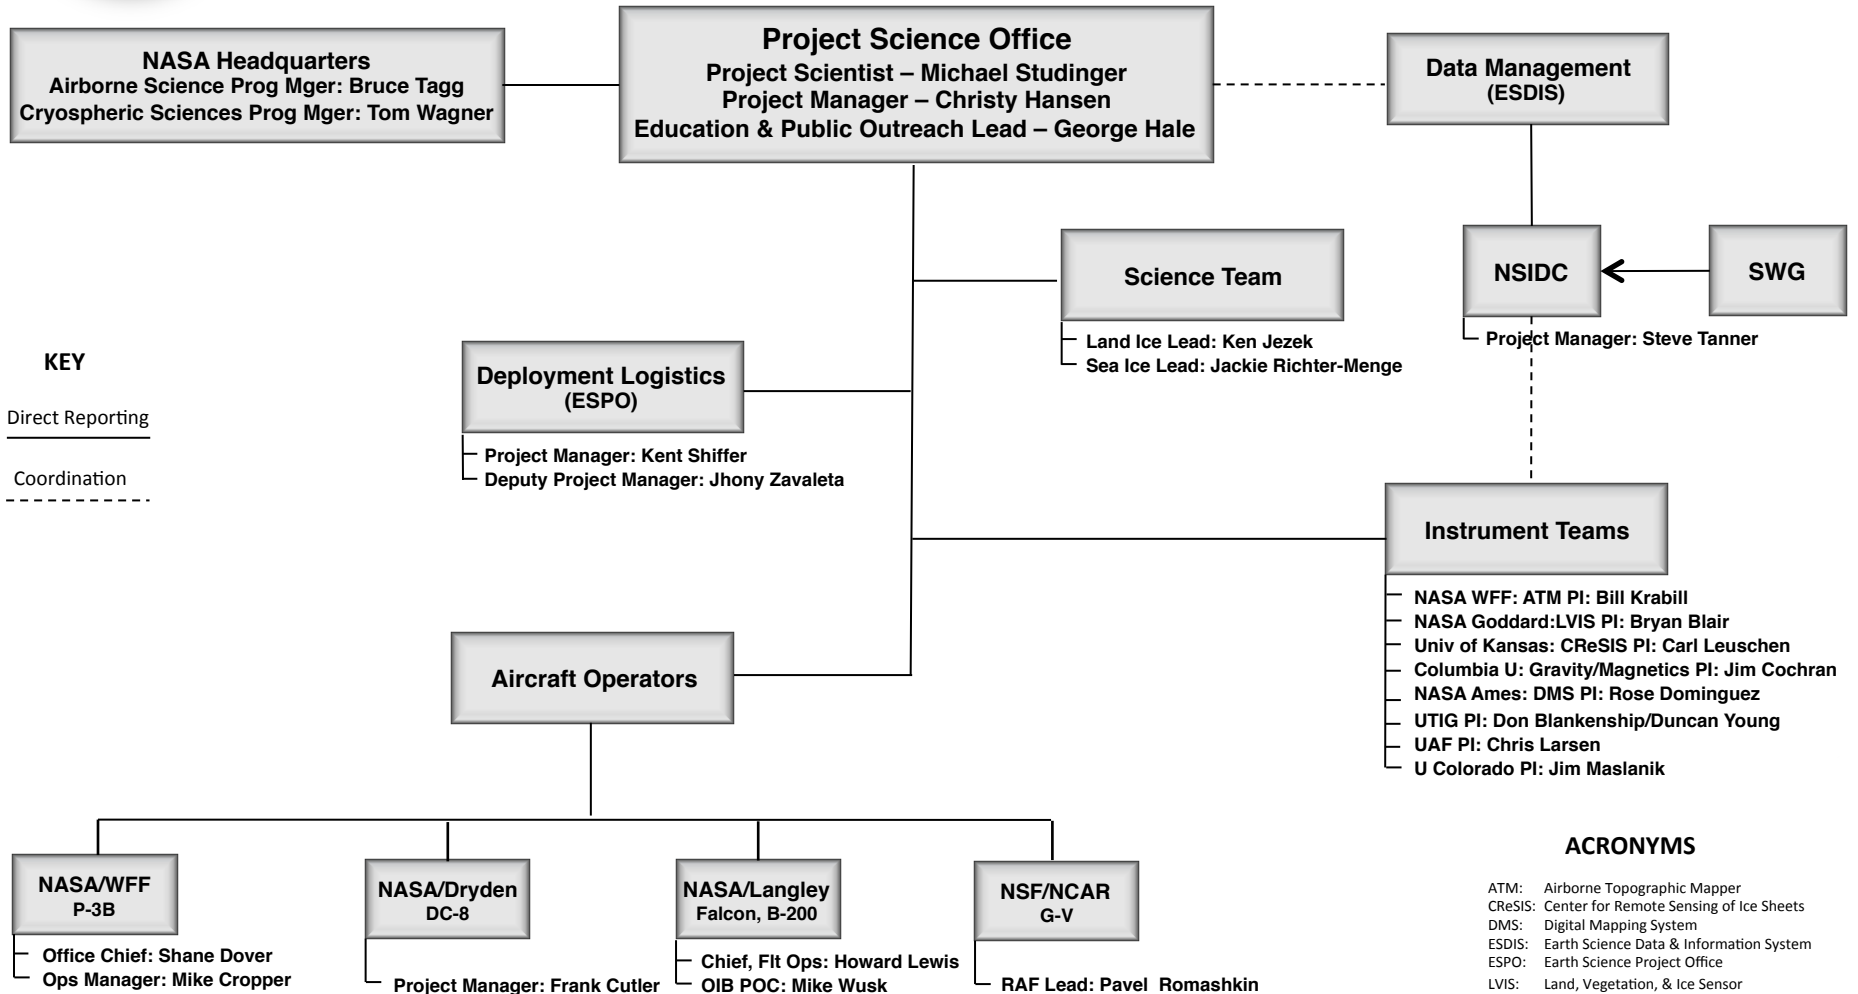 NASA Headquarters
Airborne Science Prog Mger: Bruce Tagg
Cryospheric Sciences Prog Mger: Tom Wagner
Project Science Office
Project Scientist – Michael Studinger
Project Manager – Christy Hansen
Education & Public Outreach Lead – George Hale
Data Management
(ESDIS)
Science Team
Land Ice Lead: Ken Jezek
Sea Ice Lead: Jackie Richter-Menge
NSIDC
Project Manager: Steve Tanner
SWG
KEY
Direct Reporting
Coordination
Deployment Logistics
(ESPO)
Project Manager: Kent Shiffer
Deputy Project Manager: Jhony Zavaleta
Instrument Teams
NASA WFF: ATM PI: Bill Krabill
NASA Goddard:LVIS PI: Bryan Blair
Univ of Kansas: CReSIS PI: Carl Leuschen
Columbia U: Gravity/Magnetics PI: Jim Cochran
NASA Ames: DMS PI: Rose Dominguez
UTIG PI: Don Blankenship/Duncan Young
UAF PI: Chris Larsen
U Colorado PI: Jim Maslanik
Aircraft Operators
NASA/WFF
P-3B
Office Chief: Shane Dover
Ops Manager: Mike Cropper
NASA/Dryden
DC-8
Project Manager: Frank Cutler
NASA/Langley
Falcon, B-200
Chief, Flt Ops: Howard Lewis
OIB POC: Mike Wusk
NSF/NCAR
G-V
RAF Lead: Pavel Romashkin
ACRONYMS
ATM: Airborne Topographic Mapper
CReSIS: Center for Remote Sensing of Ice Sheets
DMS: Digital Mapping System
ESDIS: Earth Science Data & Information System
ESPO: Earth Science Project Office
LVIS: Land, Vegetation, & Ice Sensor